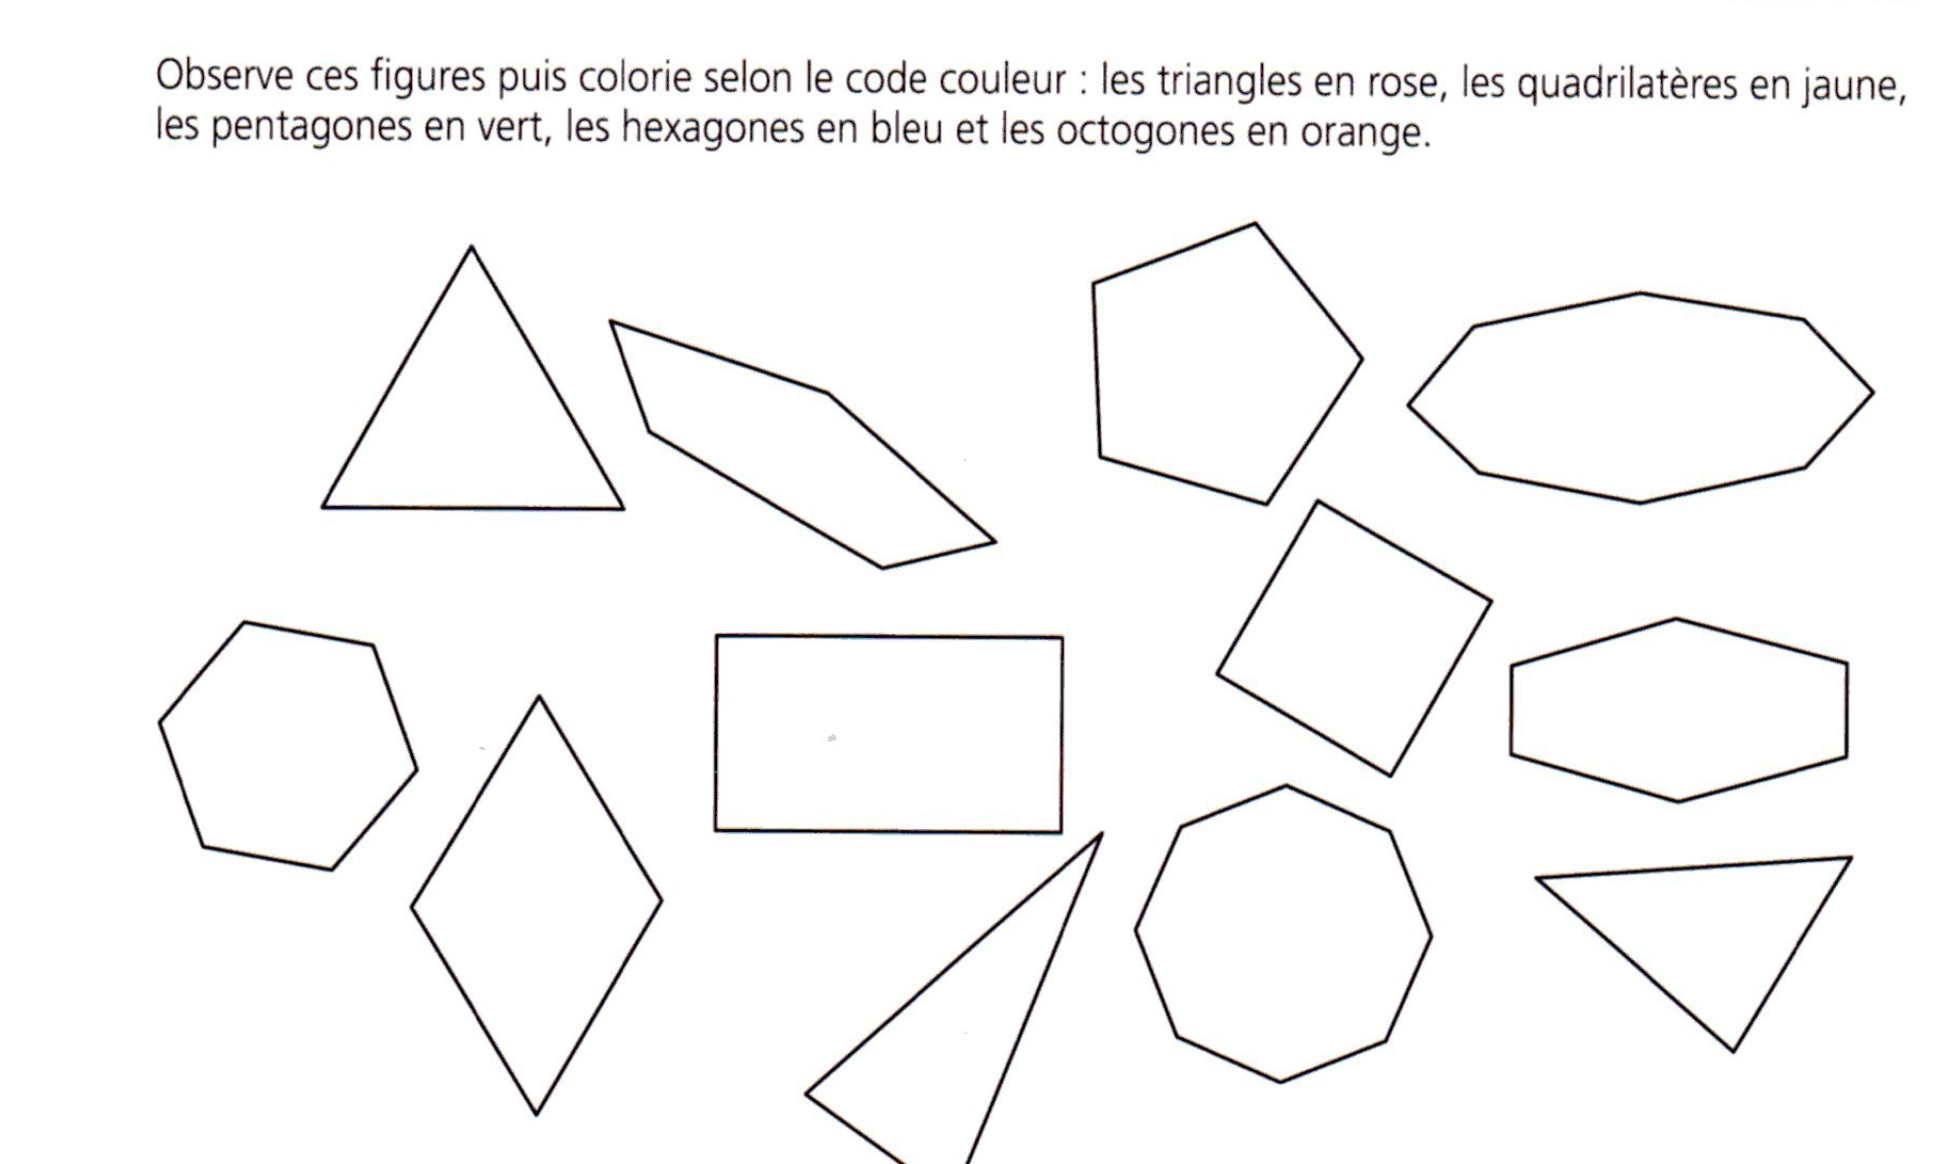 Observe ces figures puis colorie selon le code couleur : les triangles en rose, les quadrilatères en jaune,
les pentagones en vert, les hexagones en bleu et les octogones en orange.